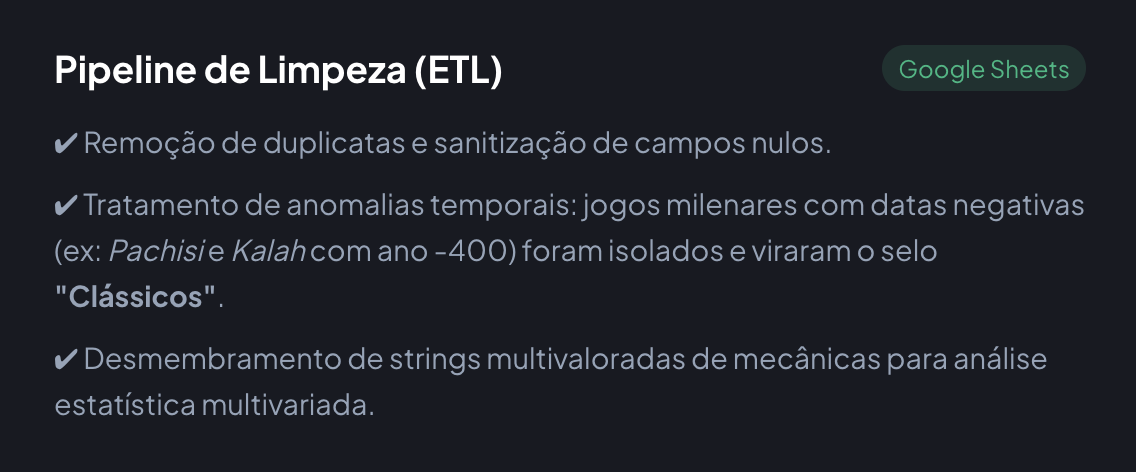 Pipeline de Limpeza (ETL)
Google Sheets
✔ Remoção de duplicatas e sanitização de campos nulos.
✔ Tratamento de anomalias temporais: jogos milenares com datas negativas
(ex: Pachisi e Kalah com ano -400) foram isolados e viraram o selo
"Clássicos".
✔ Desmembramento de strings multivaloradas de mecânicas para análise
estatística multivariada.